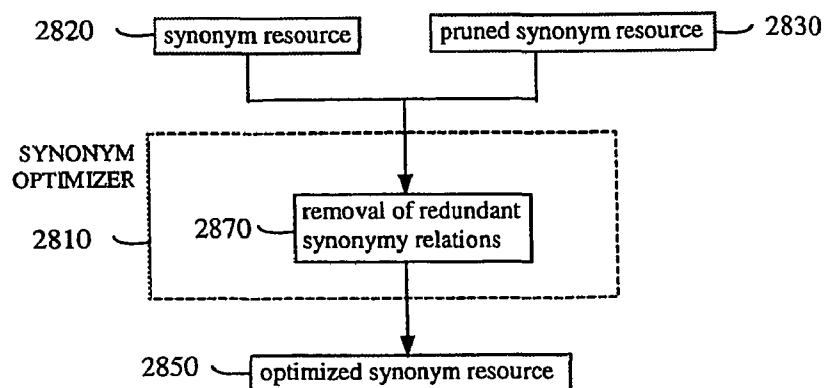 2820
synonym resource
pruned synonym resource
2830
SYNONYM
OPTIMIZER
2810
2870
removal of redundant
synonymy relations
2850
optimized synonym resource